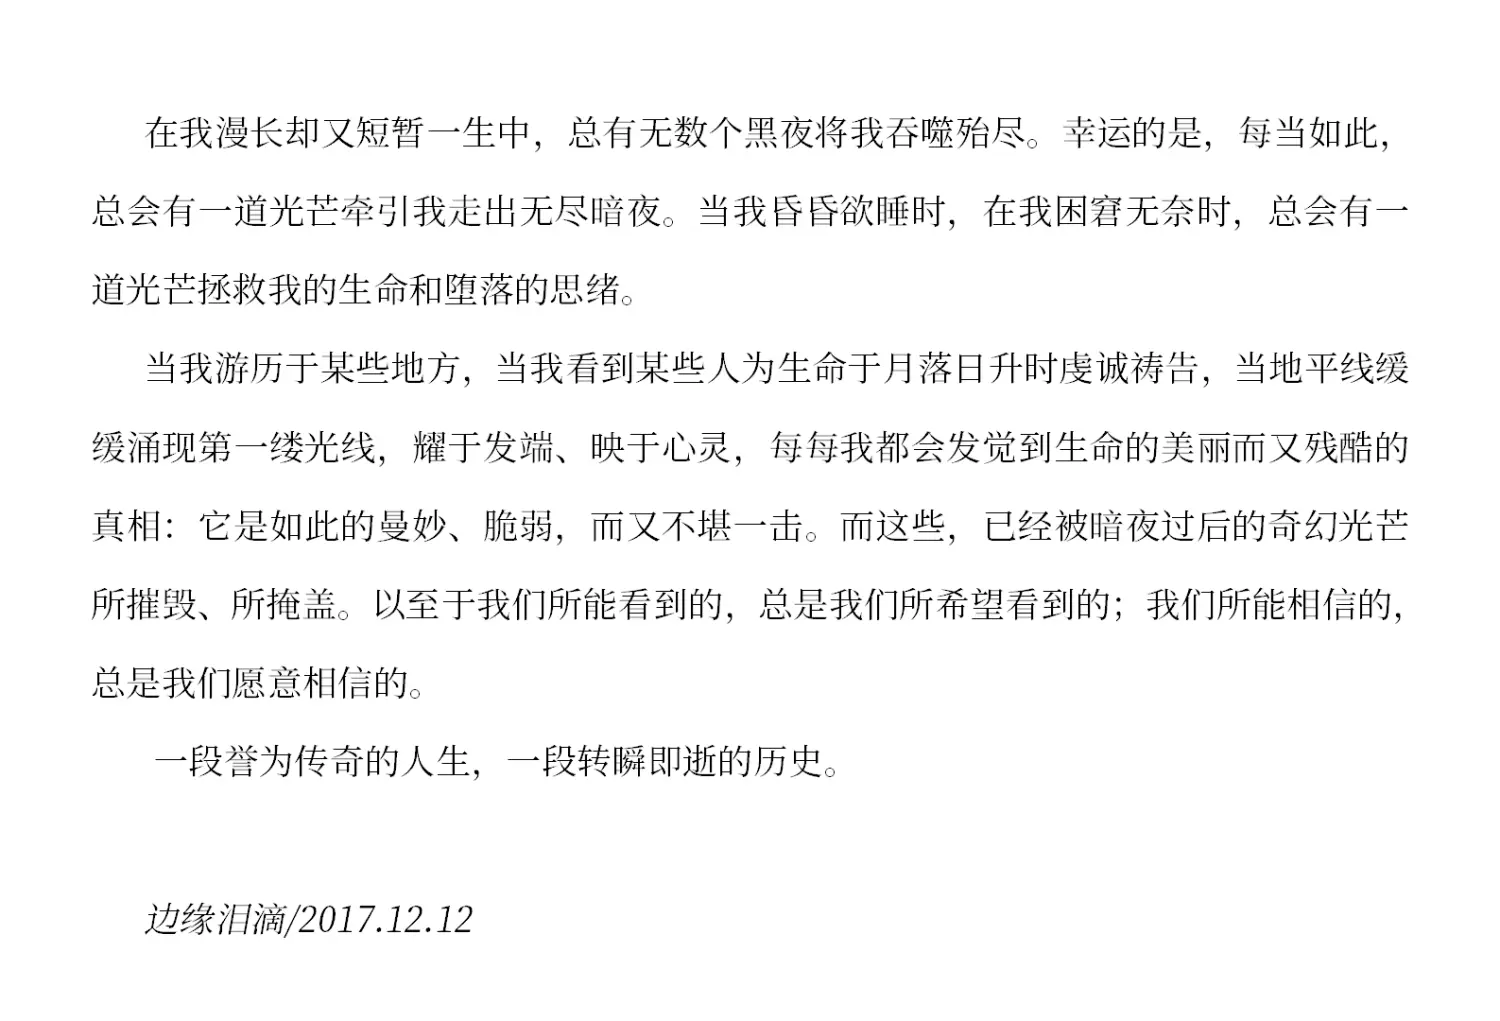 在我漫长却又短暂一生中，总有无数个黑夜将我吞噬殆尽。幸运的是，每当如此，
总会有一道光芒牵引我走出无尽暗夜。当我昏昏欲睡时，在我困窘无奈时，总会有一
道光芒拯救我的生命和堕落的思绪。
当我游历于某些地方，当我看到某些人为生命于月落日升时虔诚祷告，当地平线缓
缓涌现第一缕光线，耀于发端、映于心灵，每每我都会发觉到生命的美丽而又残酷的
真相：它是如此的曼妙、脆弱，而又不堪一击。而这些，已经被暗夜过后的奇幻光芒
所摧毁、所掩盖。以至于我们所能看到的，总是我们所希望看到的；我们所能相信的，
总是我们愿意相信的。
一段誉为传奇的人生，一段转瞬即逝的历史。
边缘泪滴/2017.12.12